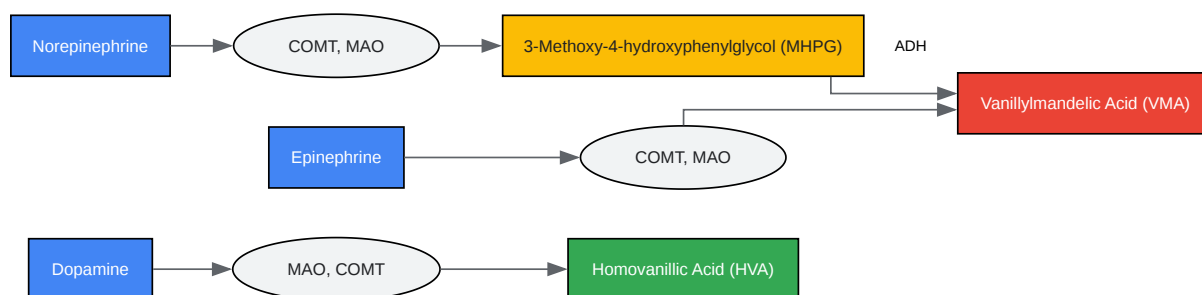 Norepinephrine
COMT, MAO
3-Methoxy-4-hydroxyphenylglycol (MHPG)
ADH
Vanillylmandelic Acid (VMA)
Epinephrine
COMT, MAO
Dopamine
MAO, COMT
Homovanillic Acid (HVA)